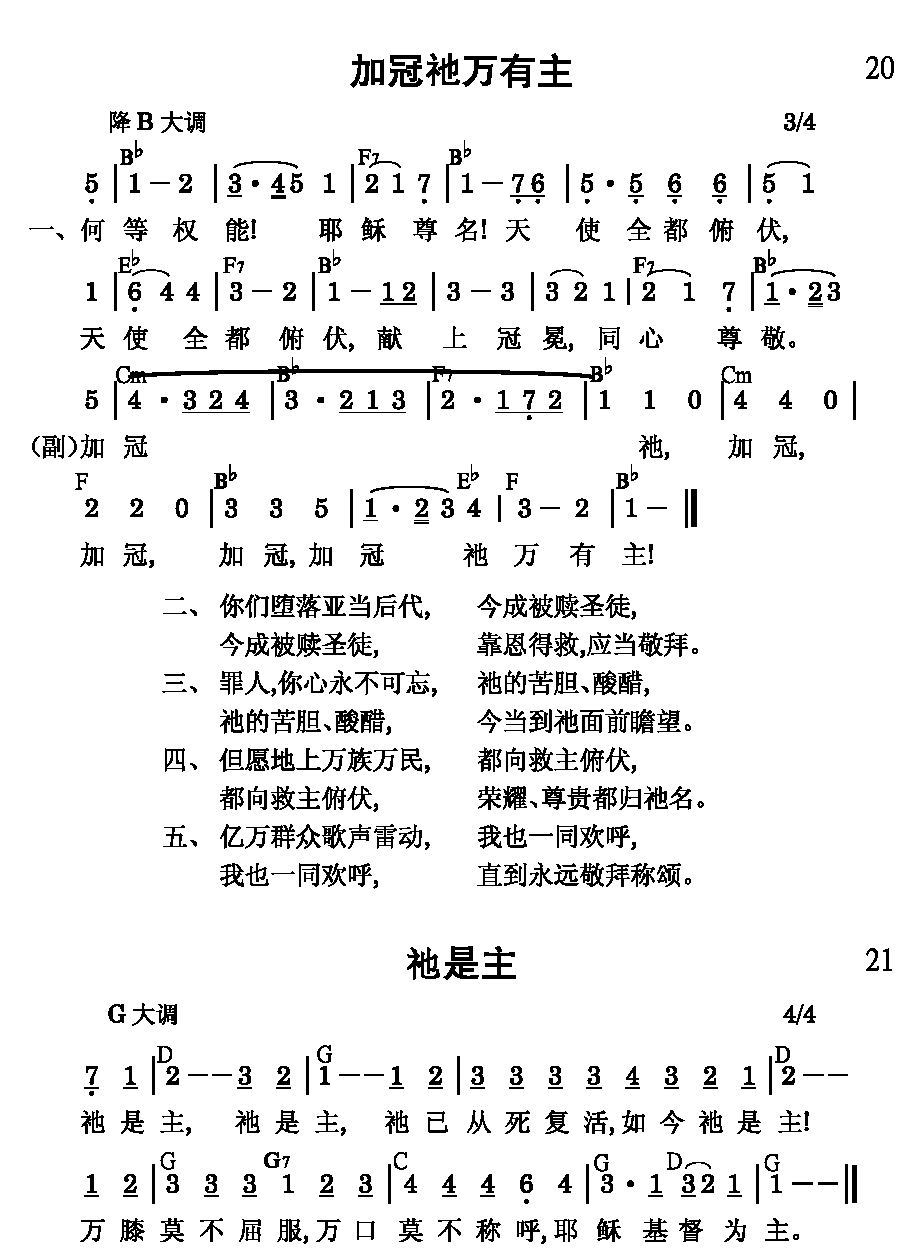 加冠祂万有主 20
降 B 大调 3/4
B♭ F7 B♭
5 | 1 - 2 | 3 · 4 5 1 | 2 1 7 | 1 - 7 6 | 5 · 5 6 6 | 5 1
一、何 等 权 能! 耶 稣 尊 名! 天 使 全 都 俯 伏,
E♭ F7 B♭ F7 B♭
1 | 6 4 4 | 3 - 2 | 1 - 1 2 | 3 - 3 | 3 2 1 | 2 1 7 | 1 · 2 3
天 使 全 都 俯 伏, 献 上 冠 冕, 同 心 尊 敬。
Cm B♭ F7 B♭ Cm
5 | 4 · 3 2 4 | 3 · 2 1 3 | 2 · 1 7 2 | 1 1 0 | 4 4 0 |
(副)加 冠 祂, 加 冠,
F B♭ E♭ F B♭
2 2 0 | 3 3 5 | 1 · 2 3 4 | 3 - 2 | 1 - ‖
加 冠, 加 冠, 加 冠 祂 万 有 主!
二、 你们堕落亚当后代, 今成被赎圣徒,
今成被赎圣徒, 靠恩得救,应当敬拜。
三、 罪人,你心永不可忘, 祂的苦胆、酸醋,
祂的苦胆、酸醋, 今当到祂面前瞻望。
四、 但愿地上万族万民, 都向救主俯伏,
都向救主俯伏, 荣耀、尊贵都归祂名。
五、 亿万群众歌声雷动, 我也一同欢呼,
我也一同欢呼, 直到永远敬拜称颂。
祂是主 21
G 大调 4/4
D G D
7 1 | 2 - - 3 2 | 1 - - 1 2 | 3 3 3 3 4 3 2 1 | 2 - -
祂 是 主, 祂 是 主, 祂 已 从 死 复 活, 如 今 祂 是 主!
G G7 C G D G
1 2 | 3 3 3 1 2 3 | 4 4 4 6 4 | 3 · 1 3 2 1 | 1 - - ‖
万 膝 莫 不 屈 服, 万 口 莫 不 称 呼, 耶 稣 基 督 为 主。